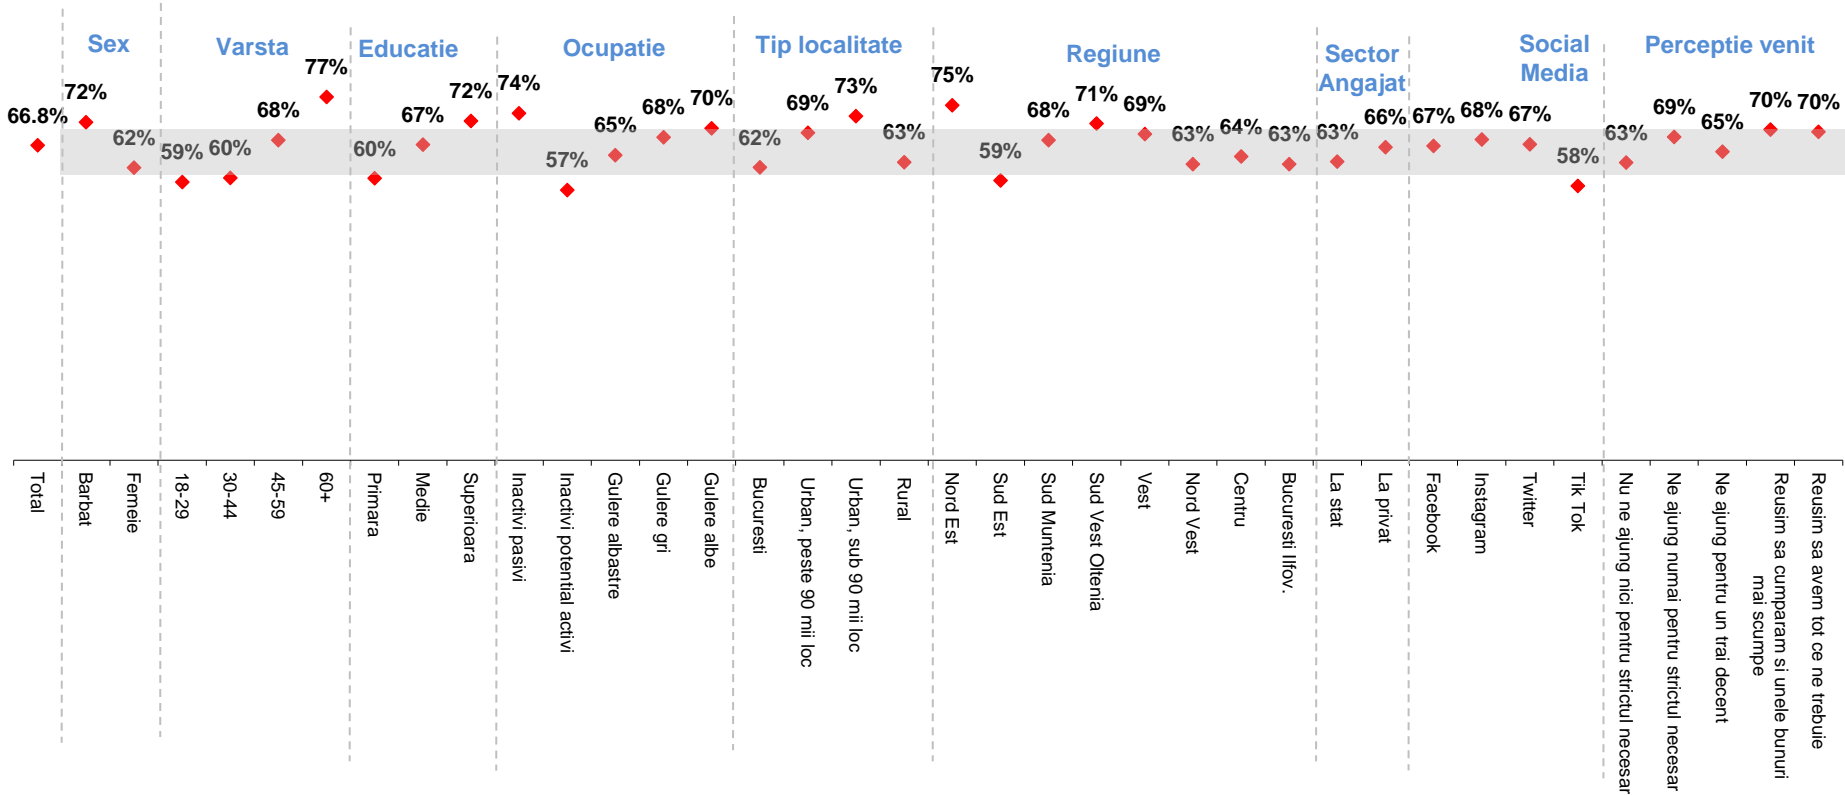 Sex
Varsta
Educatie
Ocupatie
Tip localitate
Regiune
Sector
Angajat
Social
Media
Perceptie venit
66.8%
72%
62%
59%
60%
68%
77%
60%
67%
72%
74%
57%
65%
68%
70%
62%
69%
73%
63%
75%
59%
68%
71%
69%
63%
64%
63%
63%
66%
67%
68%
67%
58%
63%
69%
65%
70%
70%
Total
Barbat
Femeie
18-29
30-44
45-59
60+
Primara
Medie
Superioara
Inactivi pasivi
Inactivi potential activi
Gulere albastre
Gulere gri
Gulere albe
Bucuresti
Urban, peste 90 mii loc
Urban, sub 90 mii loc
Rural
Nord Est
Sud Est
Sud Muntenia
Sud Vest Oltenia
Vest
Nord Vest
Centru
Bucuresti Ilfov.
La stat
La privat
Facebook
Instagram
Twitter
Tik Tok
Nu ne ajung nici pentru strictul necesar
Ne ajung numai pentru strictul necesar
Ne ajung pentru un trai decent
Reusim sa cumparam si unele bunuri
mai scumpe
Reusim sa avem tot ce ne trebuie